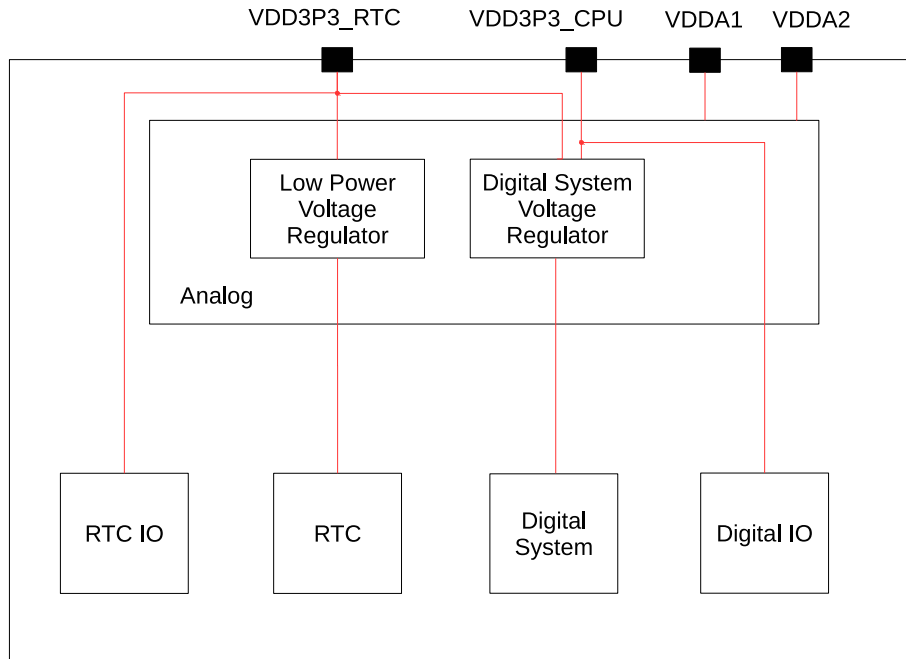 VDD3P3_RTC
VDD3P3_CPU
VDDA1
VDDA2
Low Power
Voltage
Regulator
Digital System
Voltage
Regulator
Analog
RTC IO
RTC
Digital
System
Digital IO